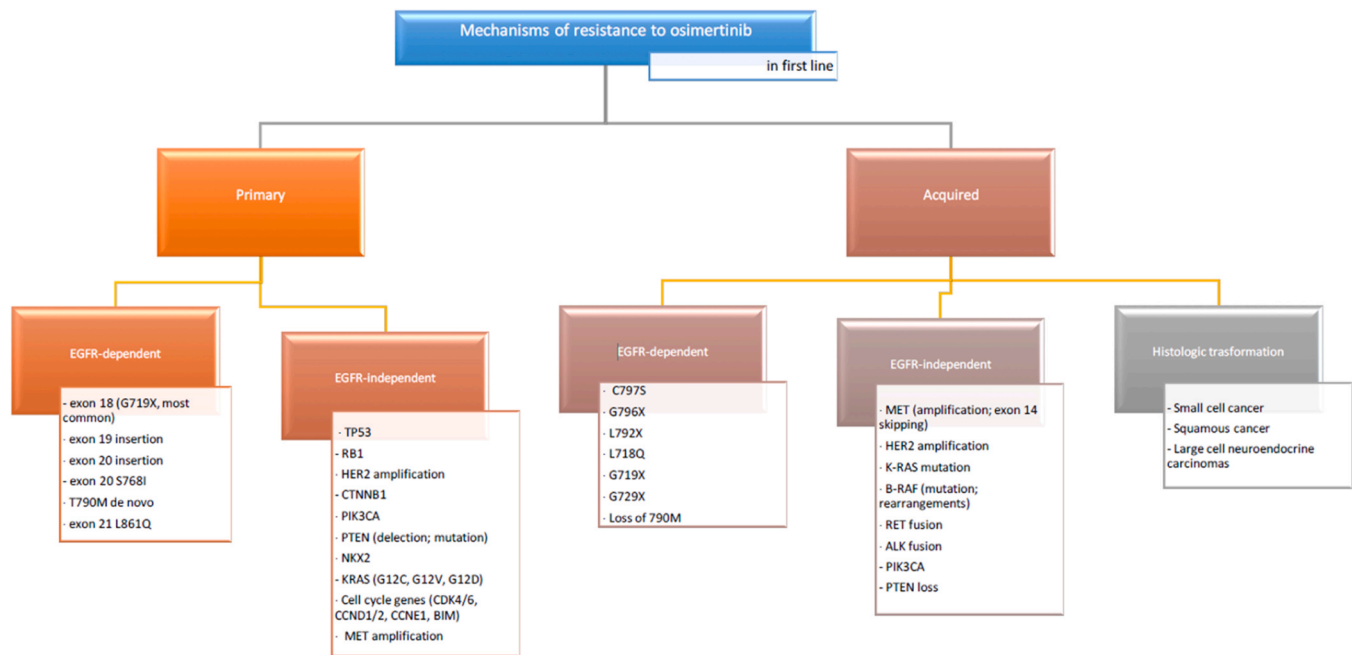 Mechanisms of resistance to osimertinib
in first line
Primary
Acquired
EGFR-dependent
- exon 18 (G719X, most
common)
· exon 19 insertion
· exon 20 insertion
- exon 20 S768I
· T790M de novo
· exon 21 L861Q
EGFR-independent
· TP53
- RB1
· HER2 amplification
- CTNNB1
· PIK3CA
· PTEN (delection; mutation)
· NKX2
- KRAS (G12C, G12V, G12D)
· Cell cycle genes (CDK4/6,
CCND1/2, CCNE1, BIM)
· MET amplification
EGFR-dependent
· C797S
· G796X
· L792X
· L718Q
· G719X
· G729X
· Loss of 790M
EGFR-independent
· MET (amplification; exon 14
skipping)
· HER2 amplification
· K-RAS mutation
· B-RAF (mutation;
rearrangements)
· RET fusion
· ALK fusion
- PIK3CA
- PTEN loss
Histologic trasformation
- Small cell cancer
- Squamous cancer
- Large cell neuroendocrine
carcinomas